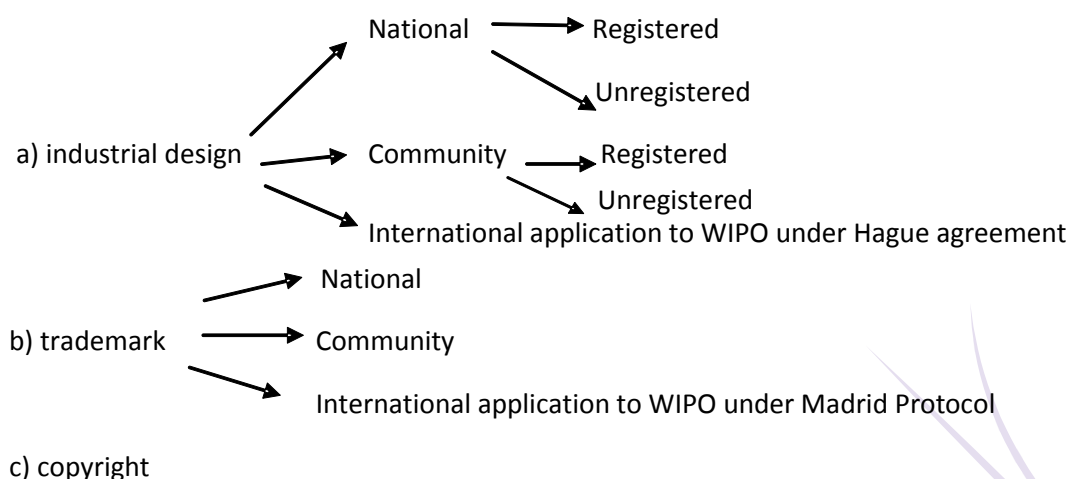 National
Registered
Unregistered
a) industrial design
Community
Registered
Unregistered
International application to WIPO under Hague agreement
National
b) trademark
Community
International application to WIPO under Madrid Protocol
c) copyright